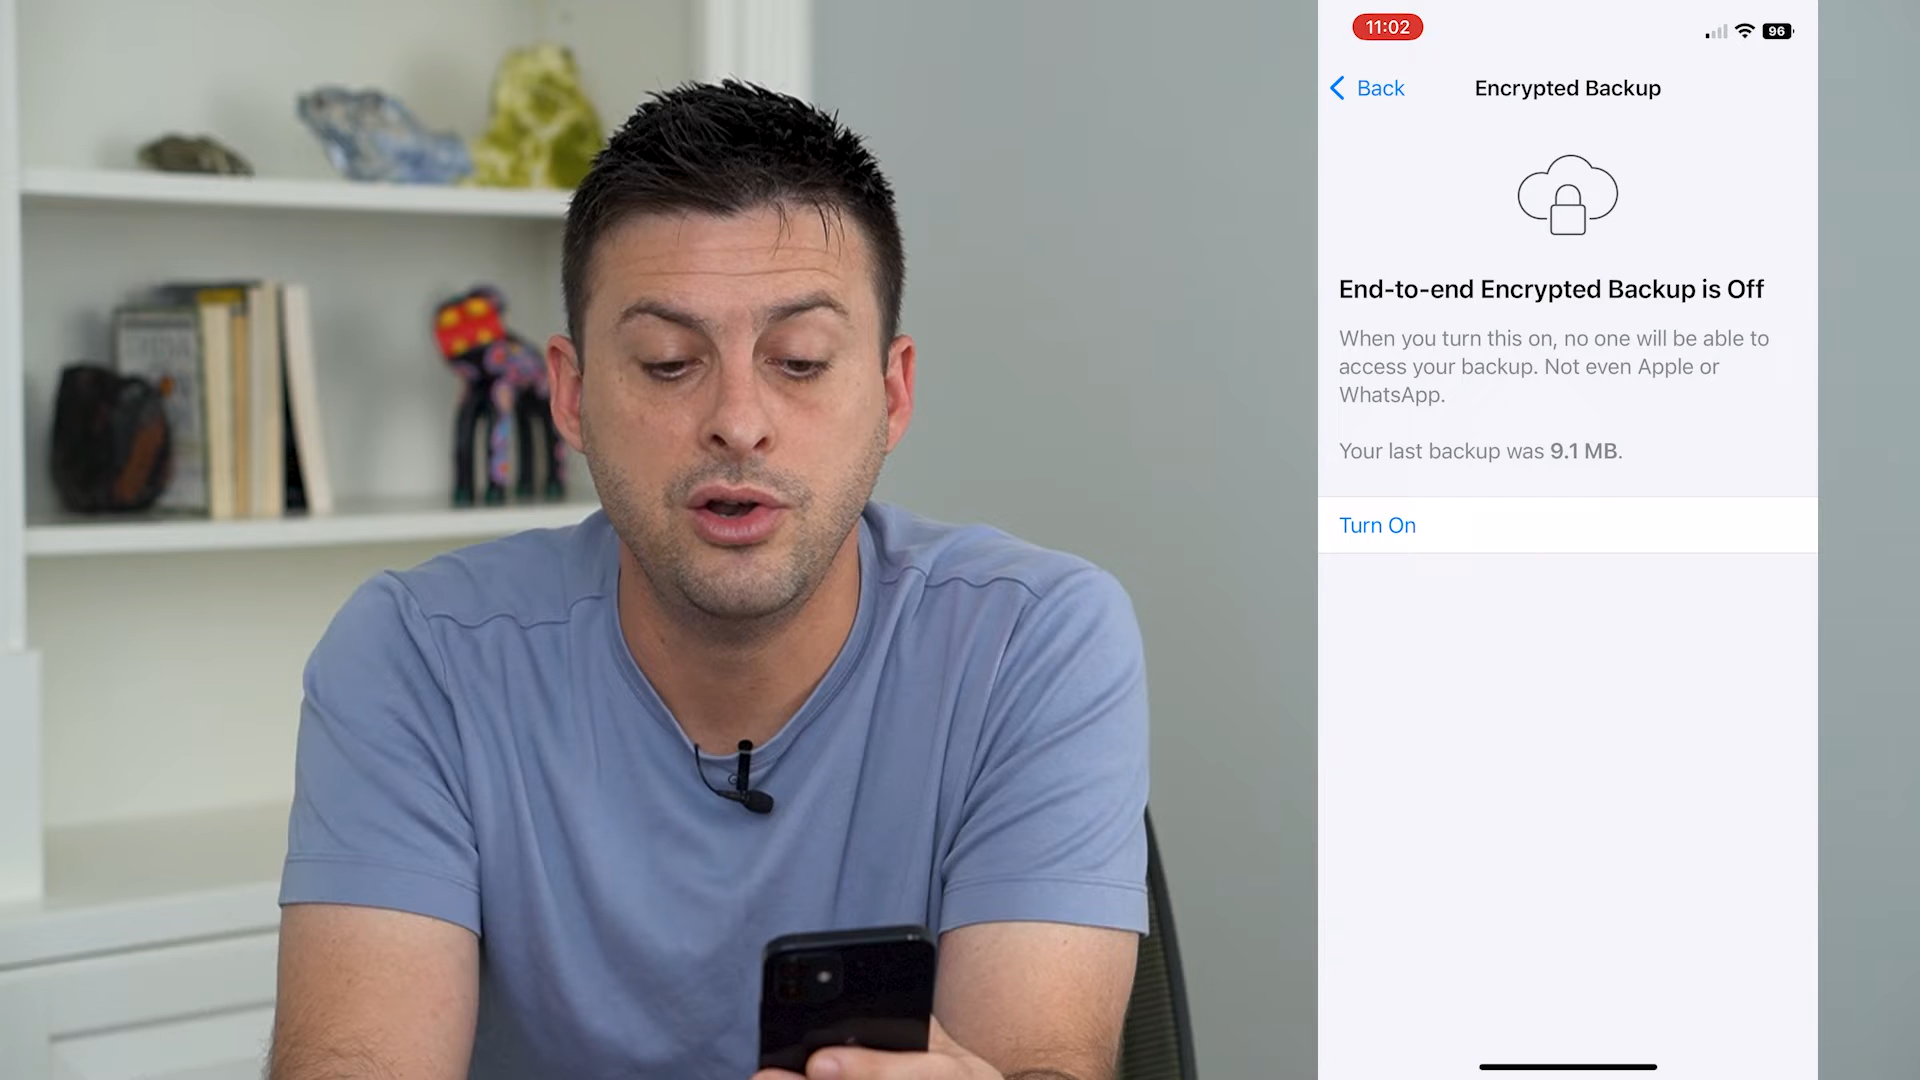 11:02
96
Back
Encrypted Backup
End-to-end Encrypted Backup is Off
When you turn this on, no one will be able to
access your backup. Not even Apple or
WhatsApp.
Your last backup was 9.1 MB.
Turn On